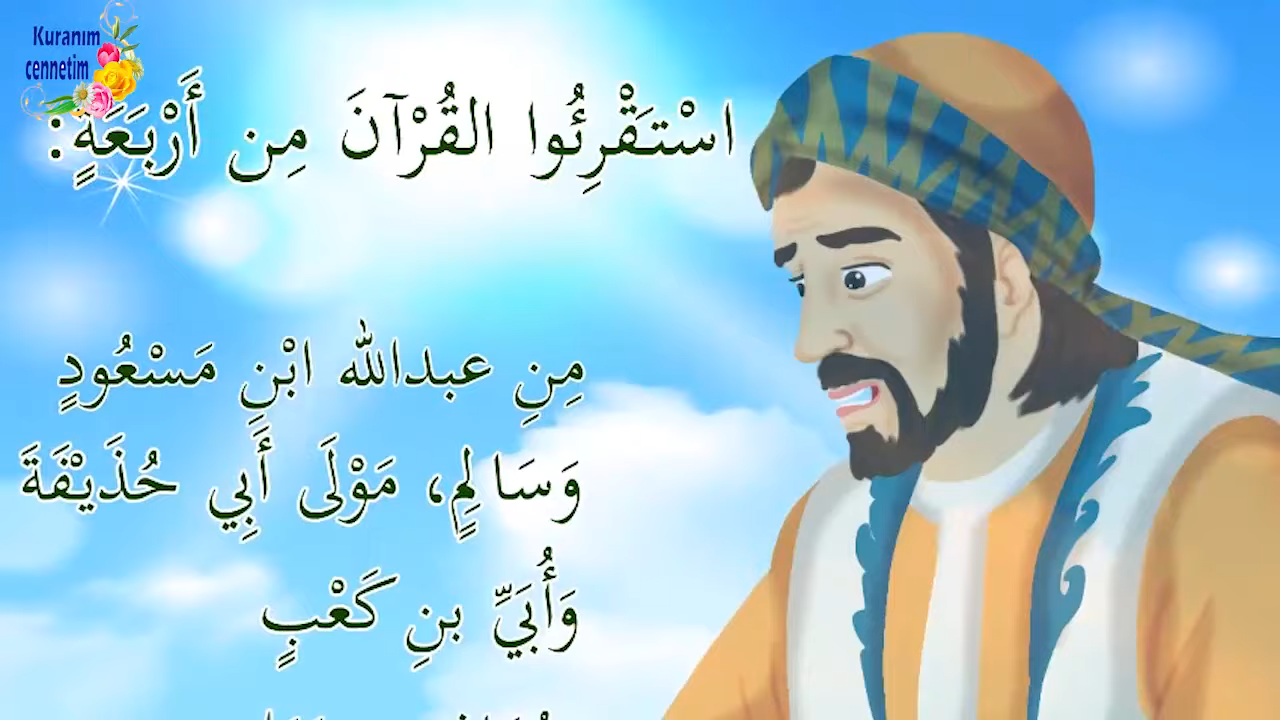 Kuranım
cennetim
اسْتَقْرِئُوا القُرْآنَ مِن أَرْبَعَةٍ:
مِنِ عبدالله ابْنِ مَسْعُودٍ
وَسَالِمٍ، مَوْلَى أَبِي حُذَيْفَةَ
وَأُبَيِّ بنِ كَعْبٍ